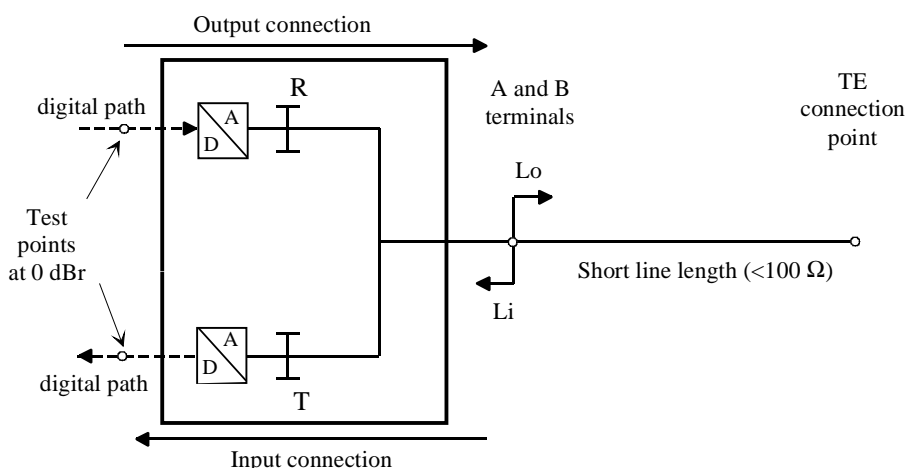 Output connection
digital path
A
D
R
A and B
terminals
TE
connection
point
Lo
Test
points
at 0 dBr
Short line length (<100 Ω)
Li
A
D
digital path
T
Input connection